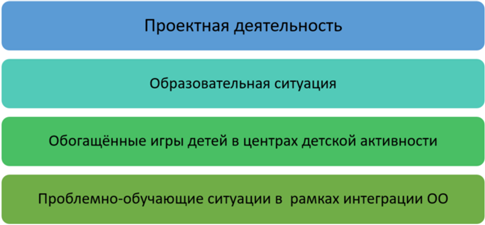 Проектная деятельность
Образовательная ситуация
Обогащённые игры детей в центрах детской активности
Проблемно-обучающие ситуации в  рамках интеграции ОО